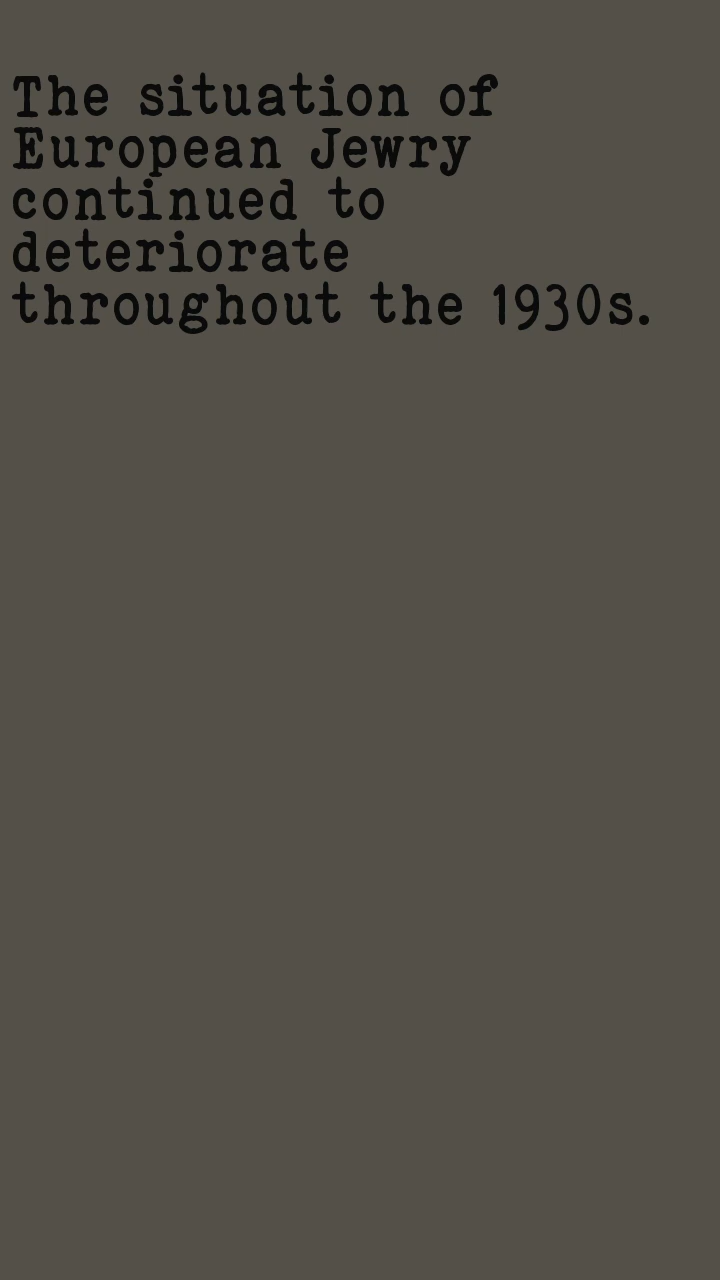 The situation of
European Jewry
continued to
deteriorate
throughout the 1930s.